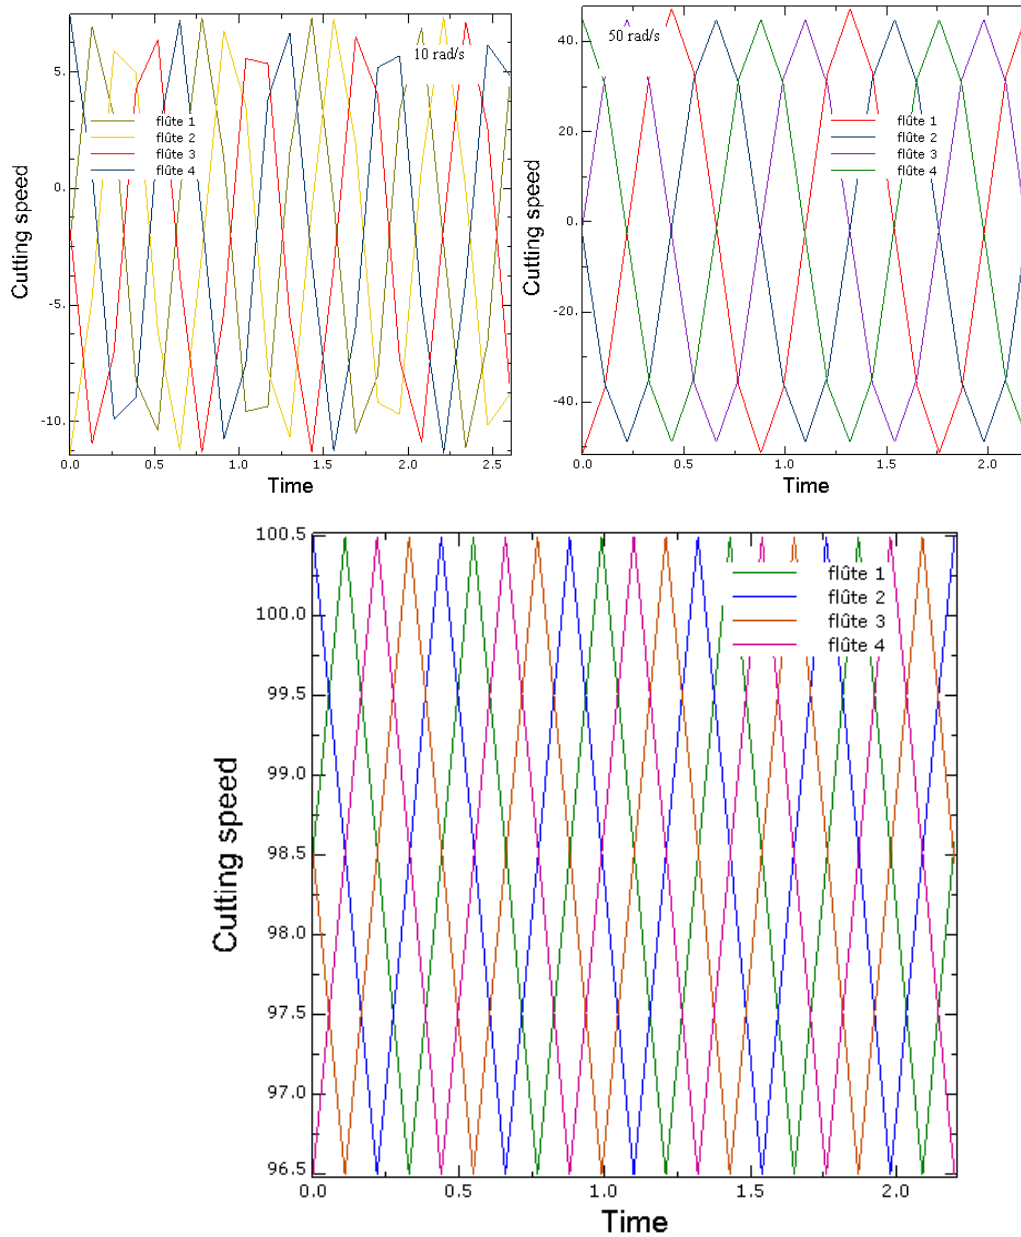 10 rad/s
5.
0.
-5.
-10.
flûte 1
flûte 2
flûte 3
flûte 4
Cutting speed
0.0 0.5 1.0 1.5 2.0 2.5
Time
50 rad/s
40.
20.
0.
-20.
-40.
flûte 1
flûte 2
flûte 3
flûte 4
Cutting speed
0.0 0.5 1.0 1.5 2.0
Time
100.5
100.0
99.5
99.0
98.5
98.0
97.5
97.0
96.5
flûte 1
flûte 2
flûte 3
flûte 4
Cutting speed
0.0 0.5 1.0 1.5 2.0
Time